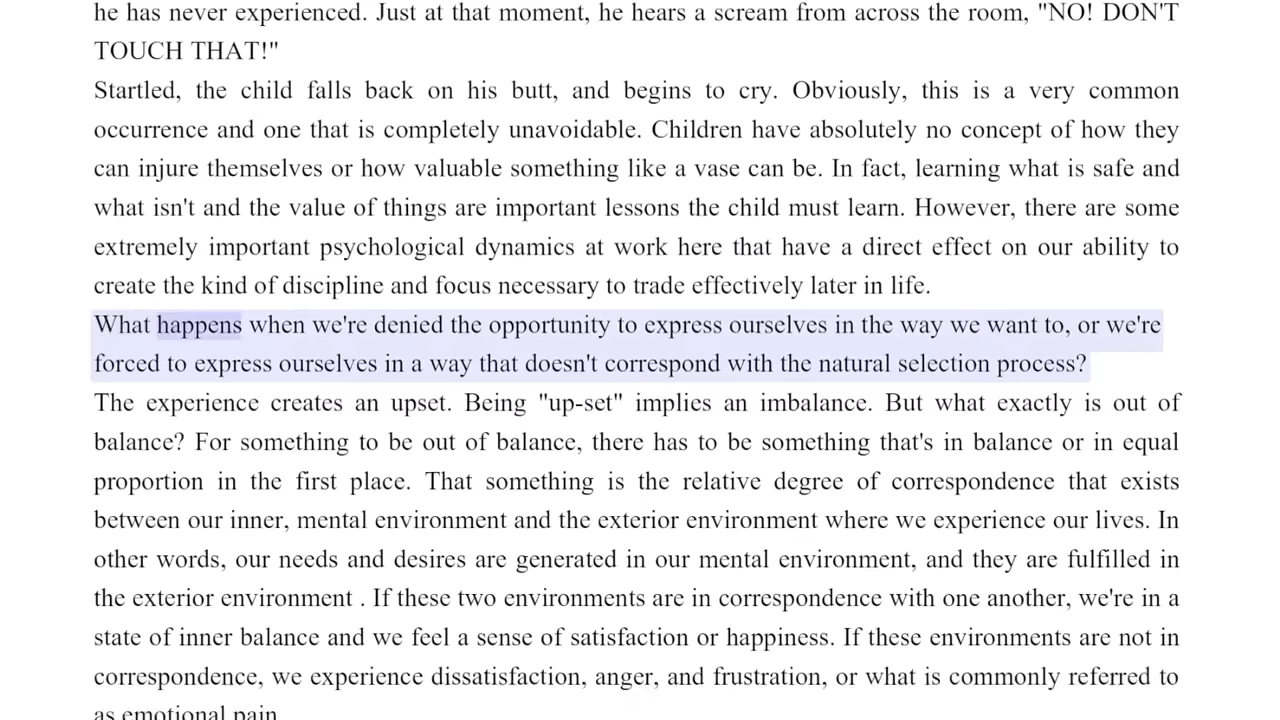 he has never experienced. Just at that moment, he hears a scream from across the room, "NO! DON'T
TOUCH THAT!"
Startled, the child falls back on his butt, and begins to cry. Obviously, this is a very common
occurrence and one that is completely unavoidable. Children have absolutely no concept of how they
can injure themselves or how valuable something like a vase can be. In fact, learning what is safe and
what isn't and the value of things are important lessons the child must learn. However, there are some
extremely important psychological dynamics at work here that have a direct effect on our ability to
create the kind of discipline and focus necessary to trade effectively later in life.
What happens when we're denied the opportunity to express ourselves in the way we want to, or we're
forced to express ourselves in a way that doesn't correspond with the natural selection process?
The experience creates an upset. Being "up-set" implies an imbalance. But what exactly is out of
balance? For something to be out of balance, there has to be something that's in balance or in equal
proportion in the first place. That something is the relative degree of correspondence that exists
between our inner, mental environment and the exterior environment where we experience our lives. In
other words, our needs and desires are generated in our mental environment, and they are fulfilled in
the exterior environment . If these two environments are in correspondence with one another, we're in a
state of inner balance and we feel a sense of satisfaction or happiness. If these environments are not in
correspondence, we experience dissatisfaction, anger, and frustration, or what is commonly referred to
as emotional pain